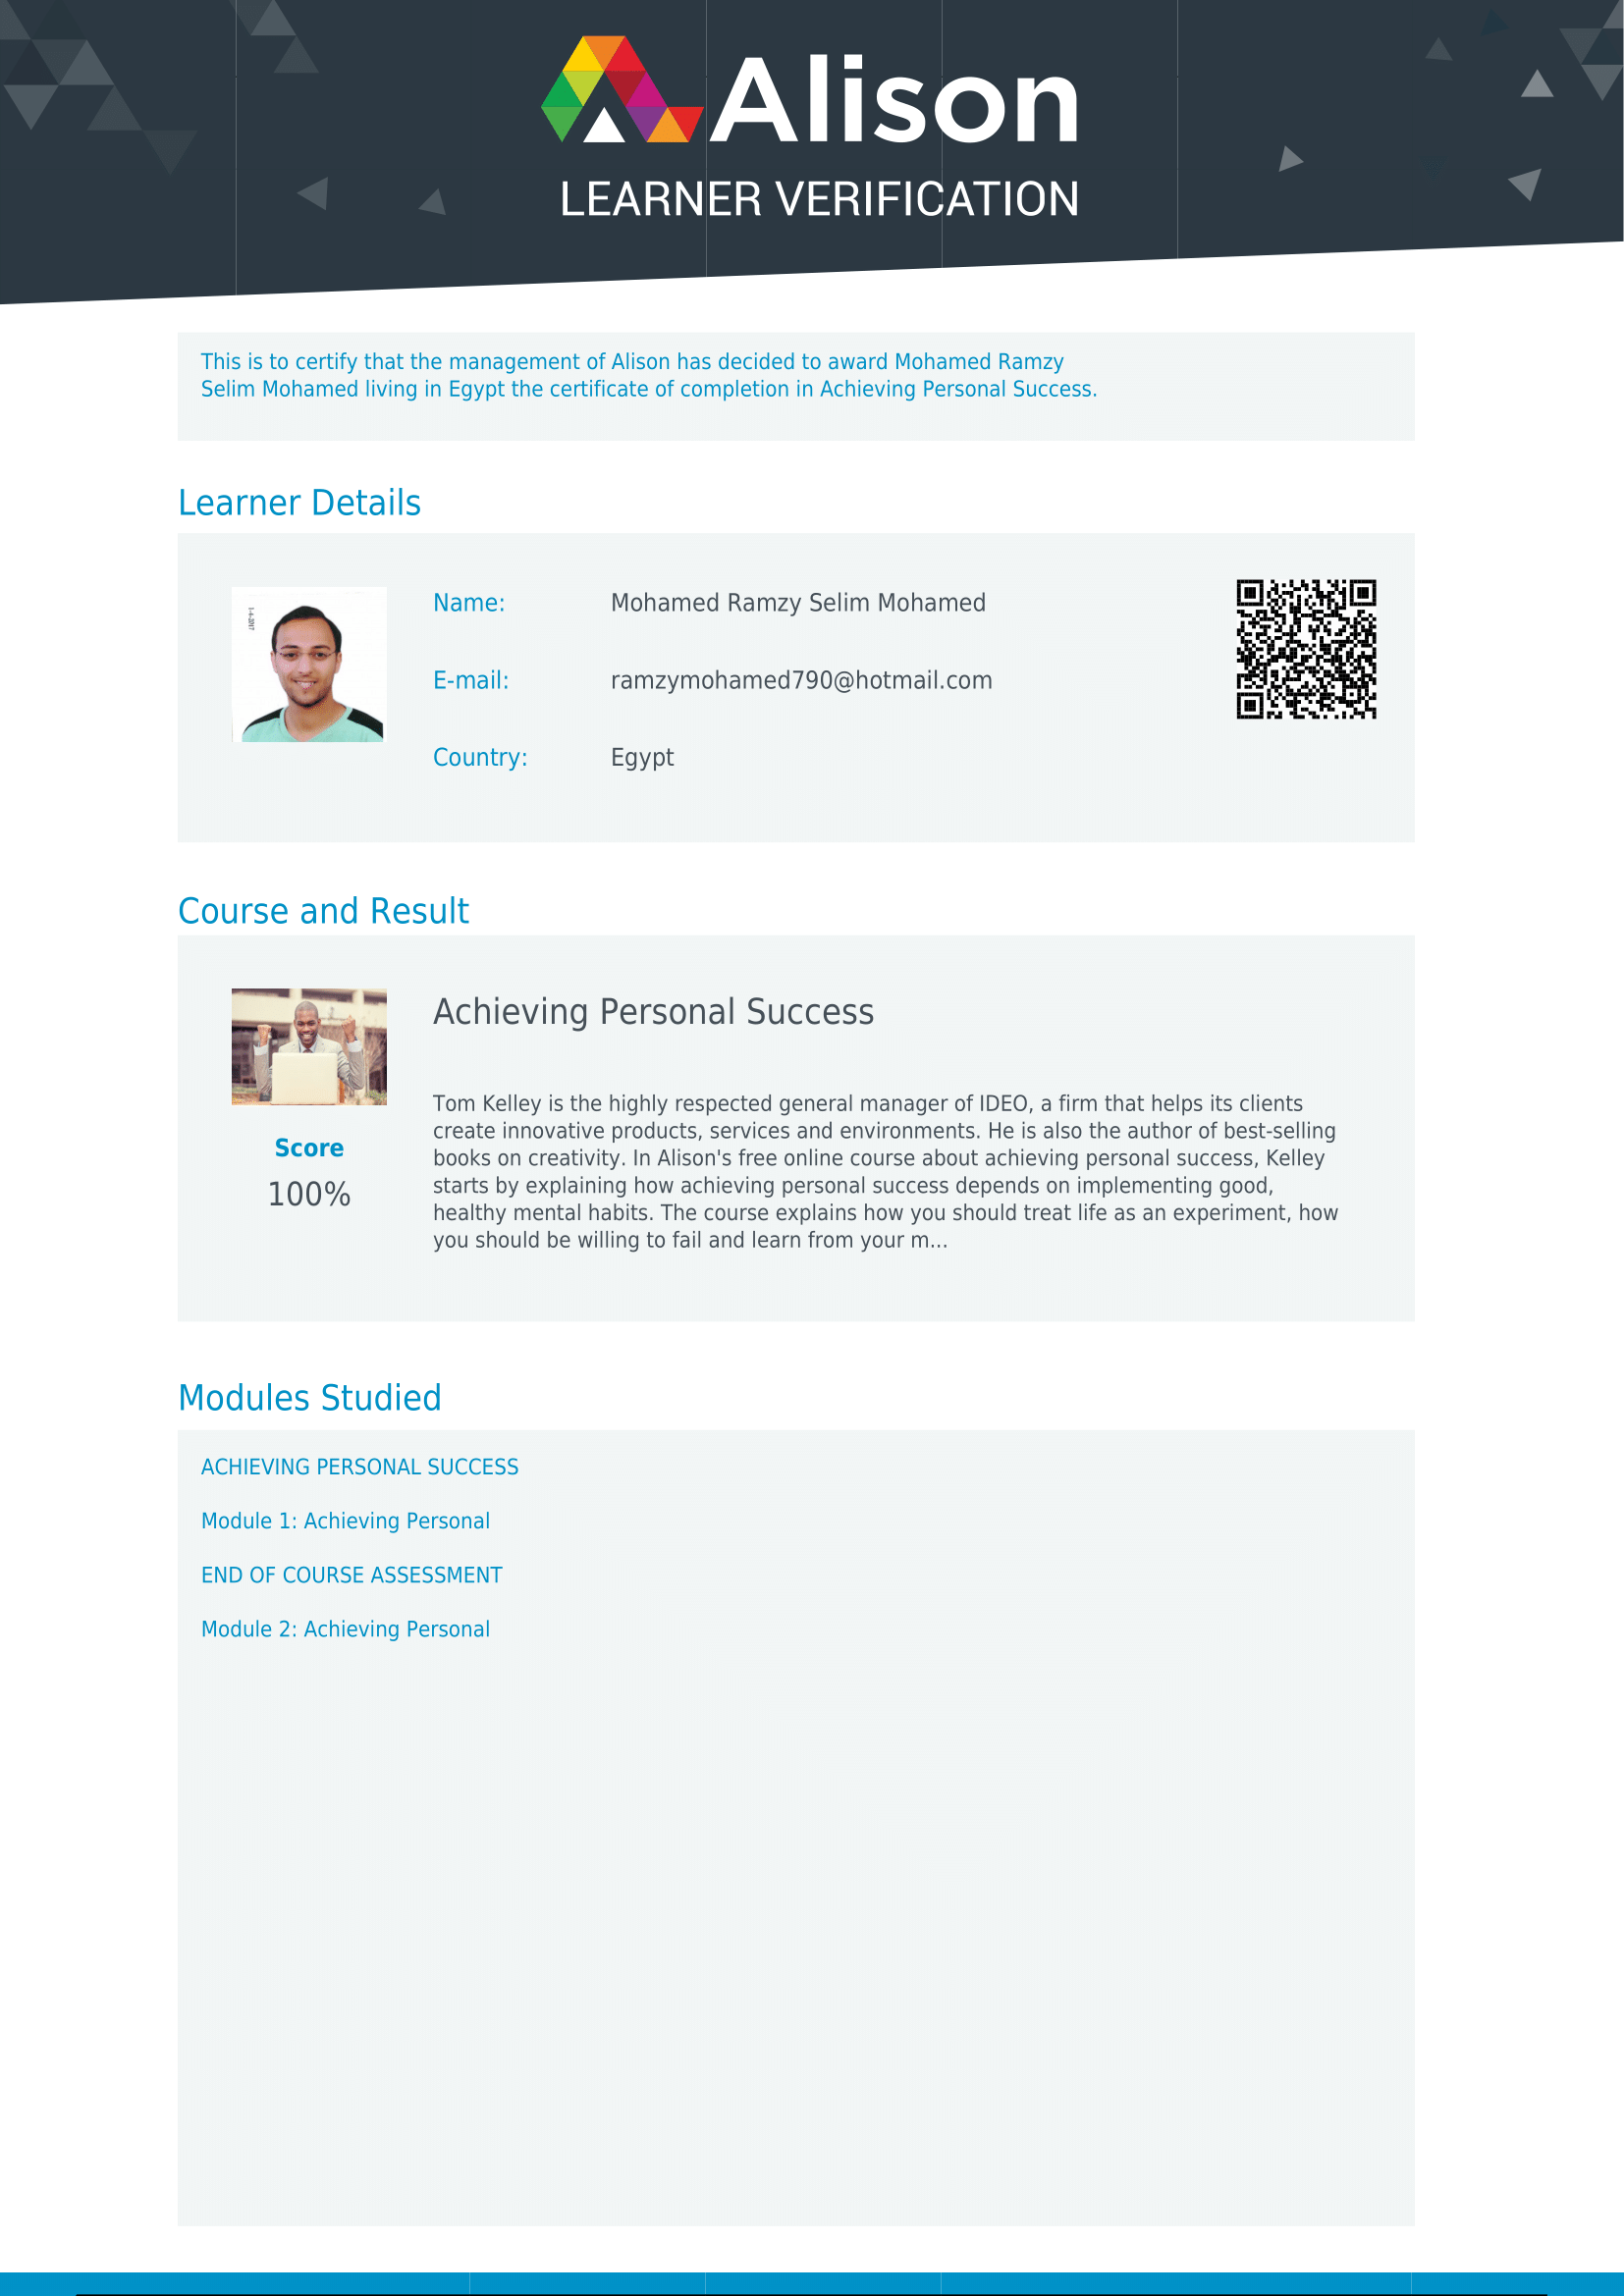 Alison
LEARNER VERIFICATION
This is to certify that the management of Alison has decided to award Mohamed Ramzy
Selim Mohamed living in Egypt the certificate of completion in Achieving Personal Success.
Learner Details
Name: Mohamed Ramzy Selim Mohamed
E-mail: ramzymohamed790@hotmail.com
Country: Egypt
Course and Result
Achieving Personal Success
Tom Kelley is the highly respected general manager of IDEO, a firm that helps its clients
create innovative products, services and environments. He is also the author of best-selling
books on creativity. In Alison's free online course about achieving personal success, Kelley
starts by explaining how achieving personal success depends on implementing good,
healthy mental habits. The course explains how you should treat life as an experiment, how
you should be willing to fail and learn from your m...
Score
100%
Modules Studied
ACHIEVING PERSONAL SUCCESS
Module 1: Achieving Personal
END OF COURSE ASSESSMENT
Module 2: Achieving Personal